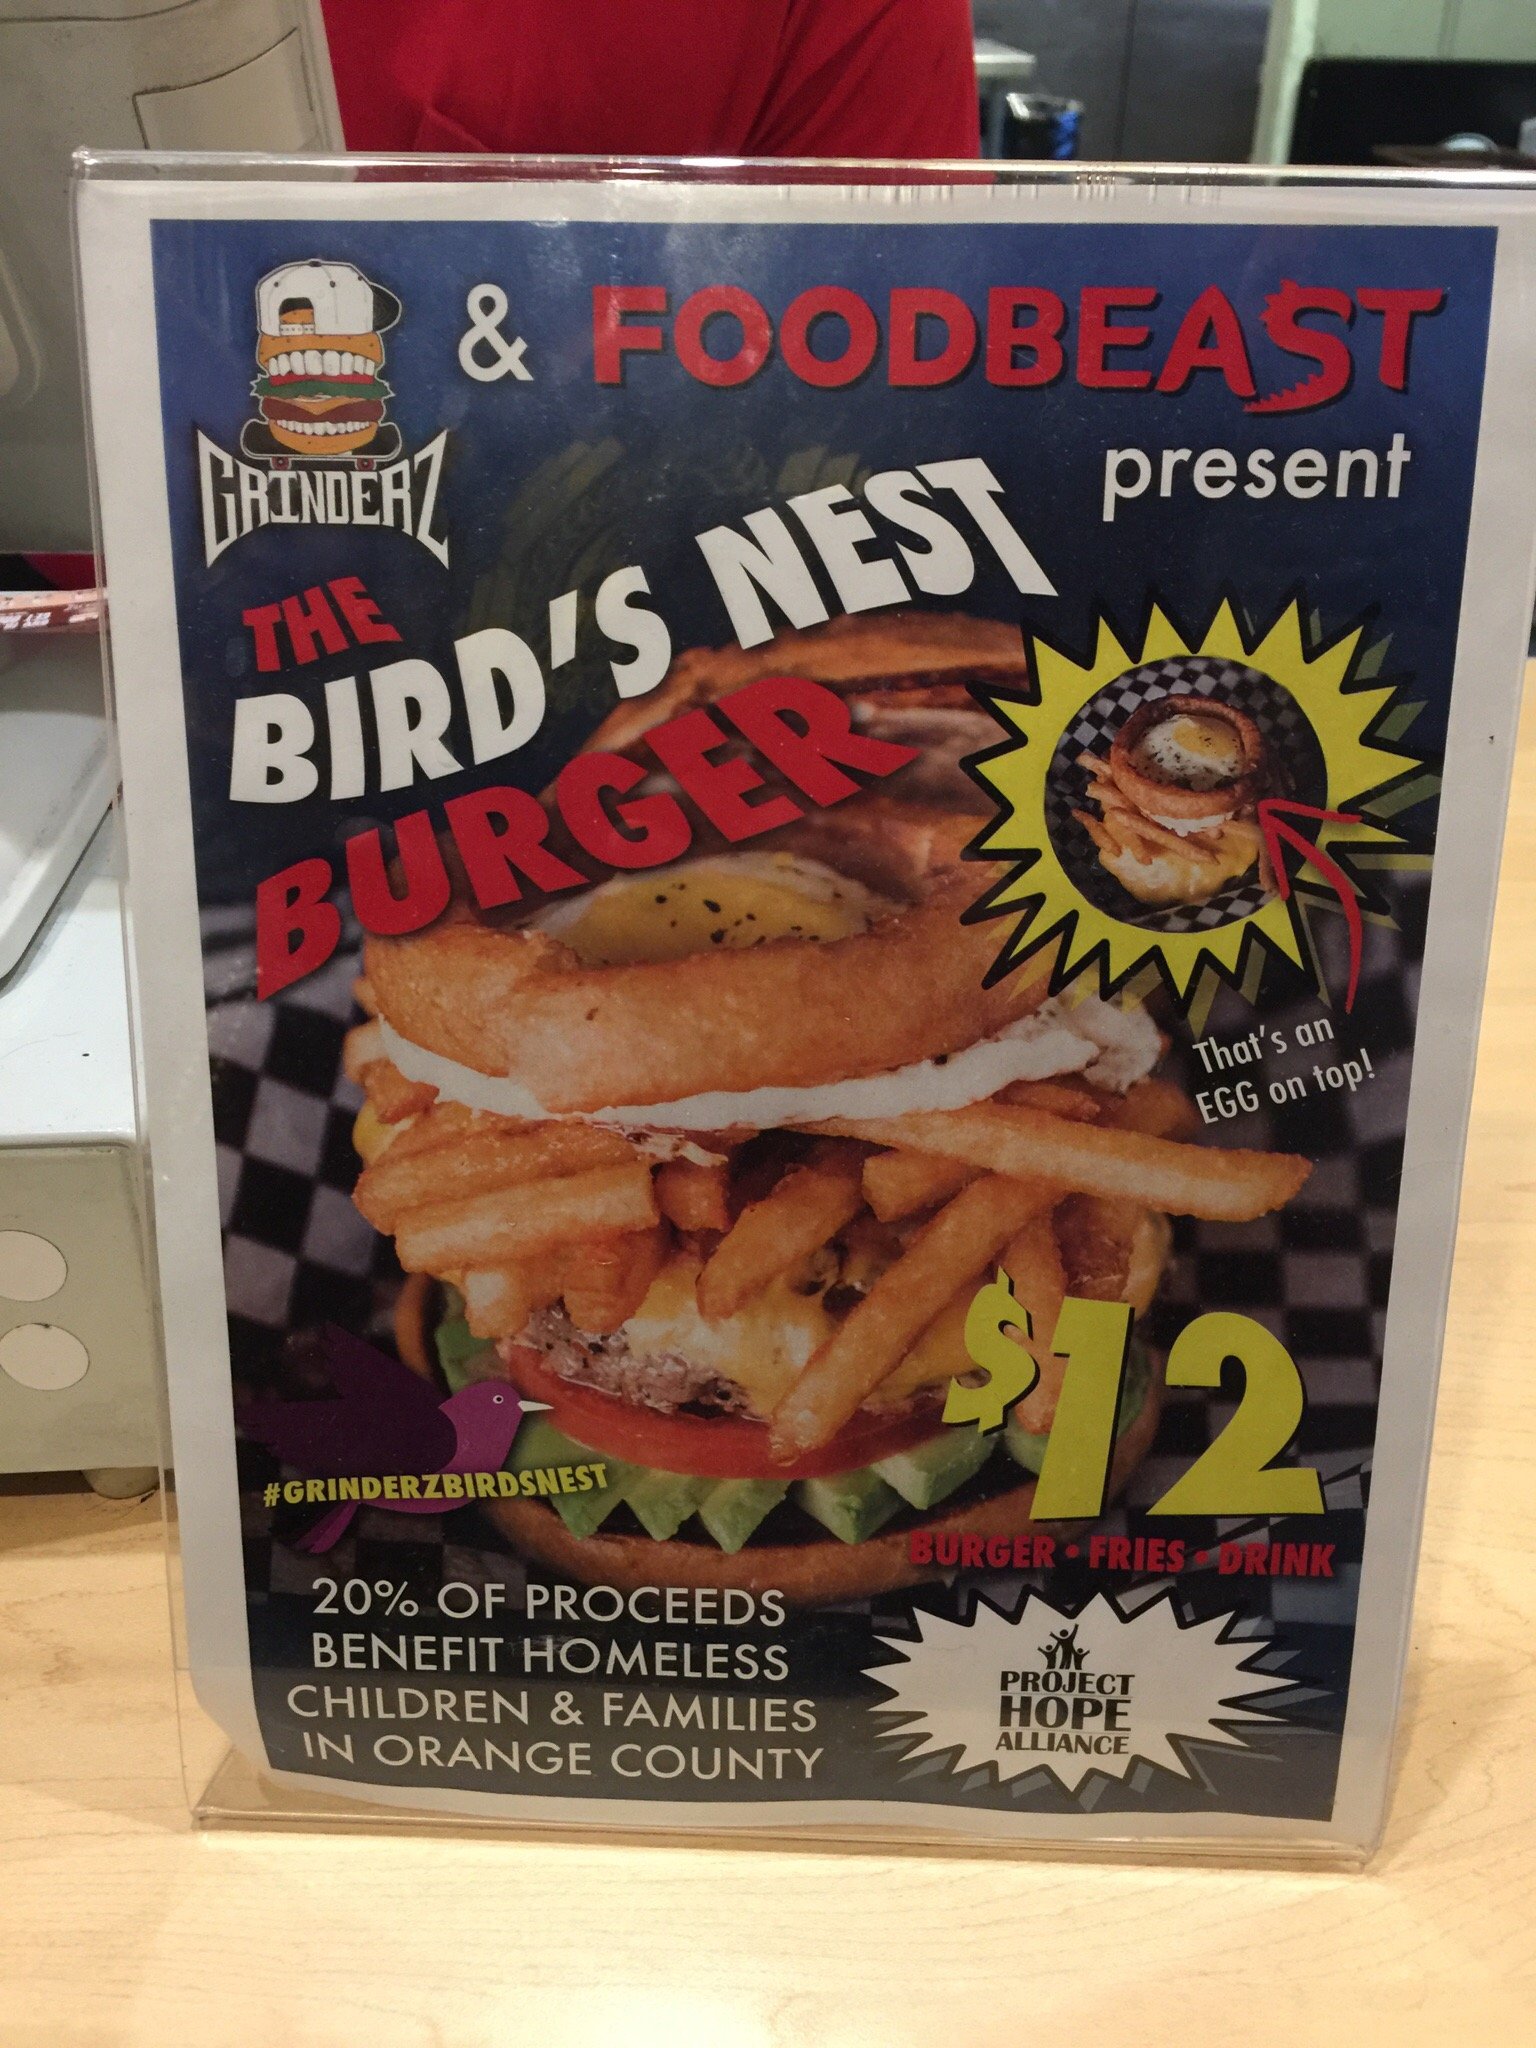 GRINDERZ
& FOODBEAST
present
THE
BIRD'S NEST
BURGER
That's an
EGG on top!
$12
BURGER • FRIES • DRINK
#GRINDERZBIRDSNEST
20% OF PROCEEDS
BENEFIT HOMELESS
CHILDREN & FAMILIES
IN ORANGE COUNTY
PROJECT
HOPE
ALLIANCE